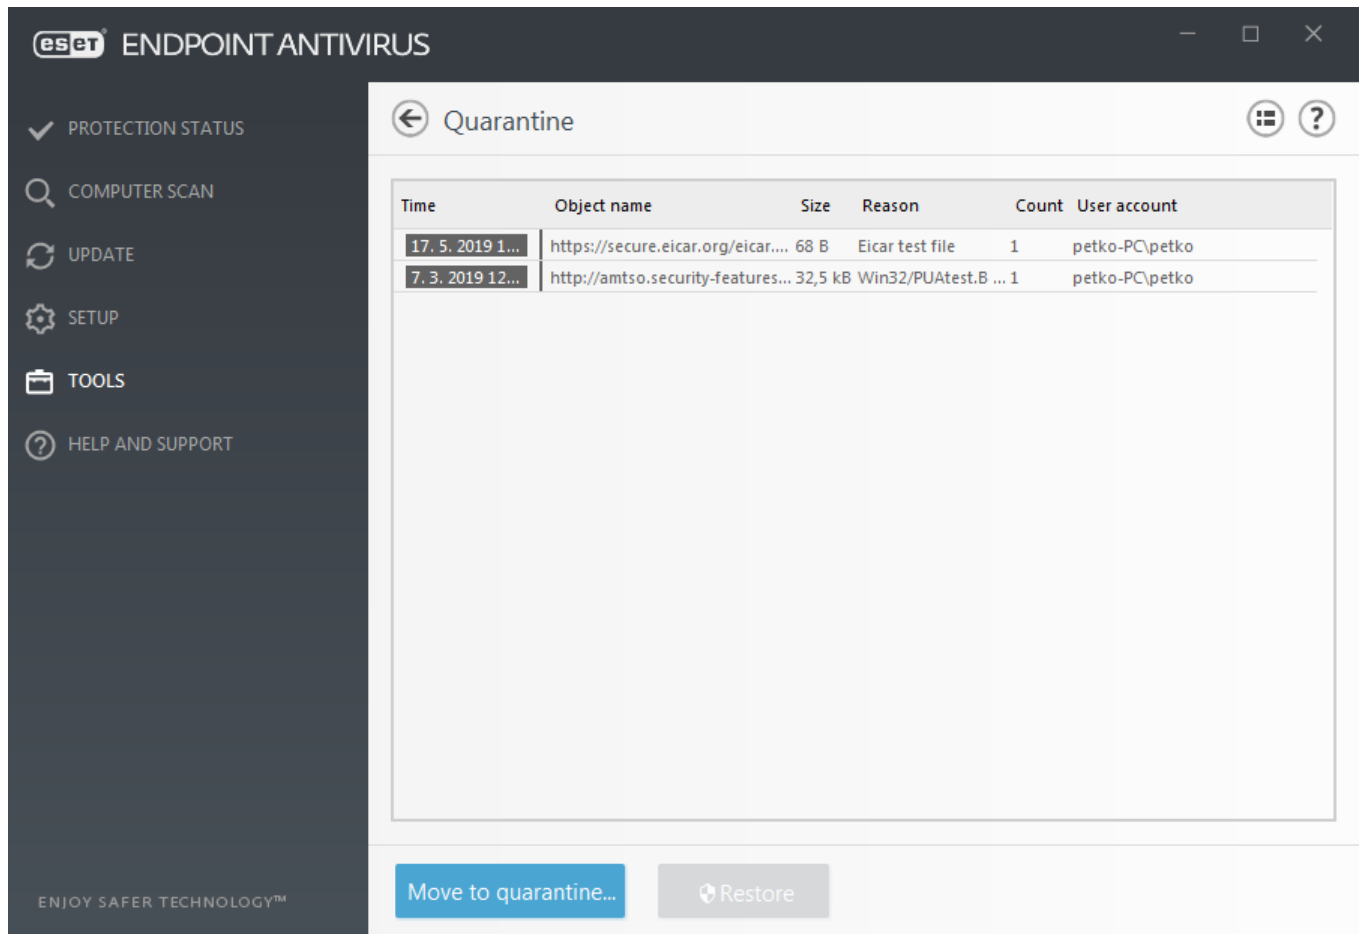 eset ENDPOINT ANTIVIRUS
PROTECTION STATUS
COMPUTER SCAN
UPDATE
SETUP
TOOLS
HELP AND SUPPORT
ENJOY SAFER TECHNOLOGY™
Quarantine
?
Time Object name Size Reason Count User account
17. 5. 2019 1... https://secure.eicar.org/eicar.... 68 B Eicar test file 1 petko-PC\petko
7. 3. 2019 12... http://amtso.security-features... 32,5 kB Win32/PUAtest.B ... 1 petko-PC\petko
Move to quarantine... Restore